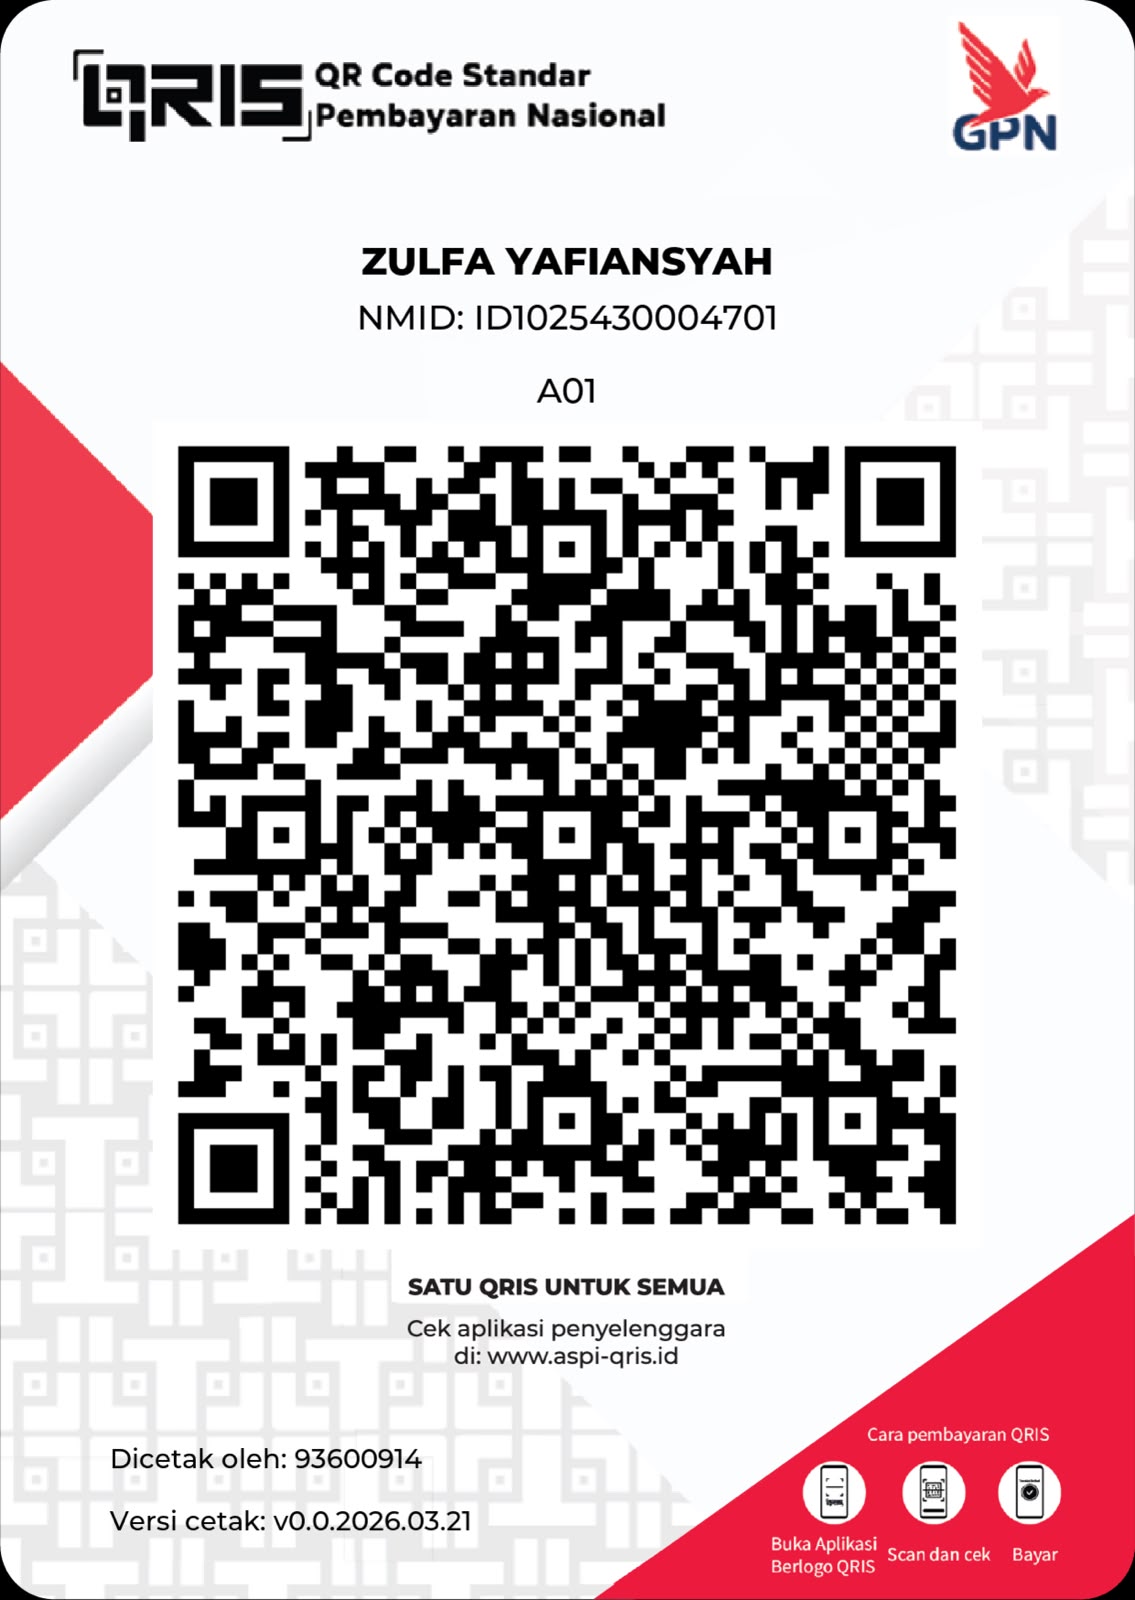 QRIS QR Code Standar
Pembayaran Nasional
GPN
ZULFA YAFIANSYAH
NMID: ID1025430004701
A01
SATU QRIS UNTUK SEMUA
Cek aplikasi penyelenggara
di: www.aspi-qris.id
Dicetak oleh: 93600914
Versi cetak: v0.0.2026.03.21
Cara pembayaran QRIS
Buka Aplikasi
Berlogo QRIS
Scan dan cek
Bayar